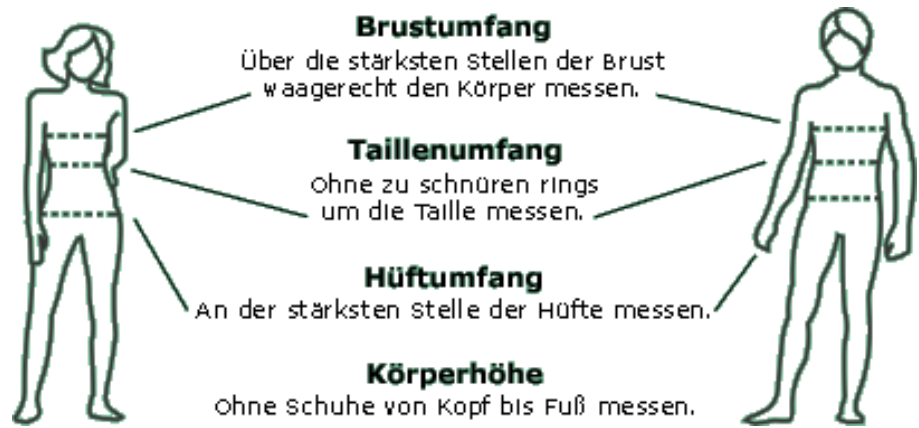 Brustumfang
Über die stärksten Stellen der Brust
waagerecht den Körper messen.
Taillenumfang
Ohne zu schnüren rings
um die Taille messen.
Hüftumfang
An der stärksten Stelle der Hüfte messen.
Körperhöhe
Ohne Schuhe von Kopf bis Fuß messen.